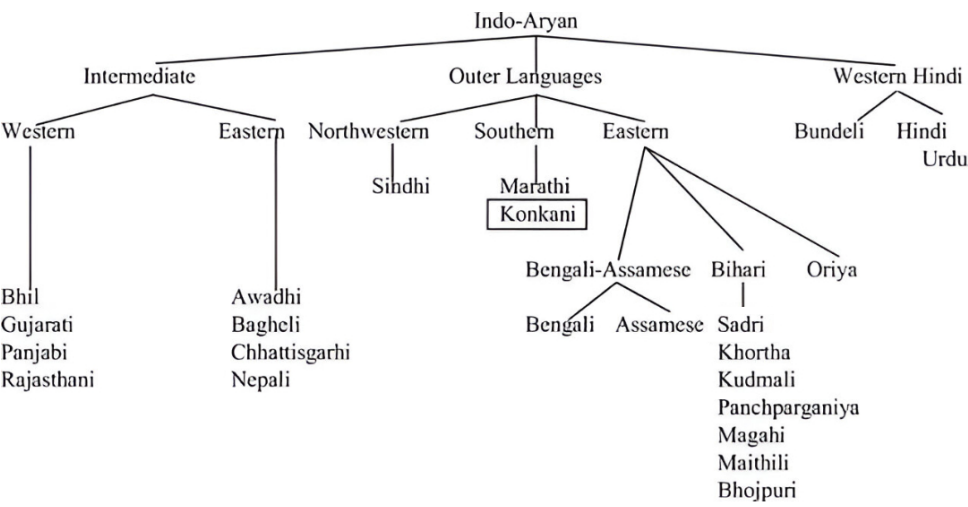 Indo-Aryan
Intermediate Outer Languages Western Hindi
Western Eastern Northwestern Southern Eastern Bundeli Hindi
Urdu
Sindhi Marathi
Konkani
Bengali-Assamese Bihari Oriya
Bhil Awadhi
Gujarati Bagheli Bengali Assamese Sadri
Panjabi Chhattisgarhi Khortha
Rajasthani Nepali Kudmali
Panchparganiya
Magahi
Maithili
Bhojpuri